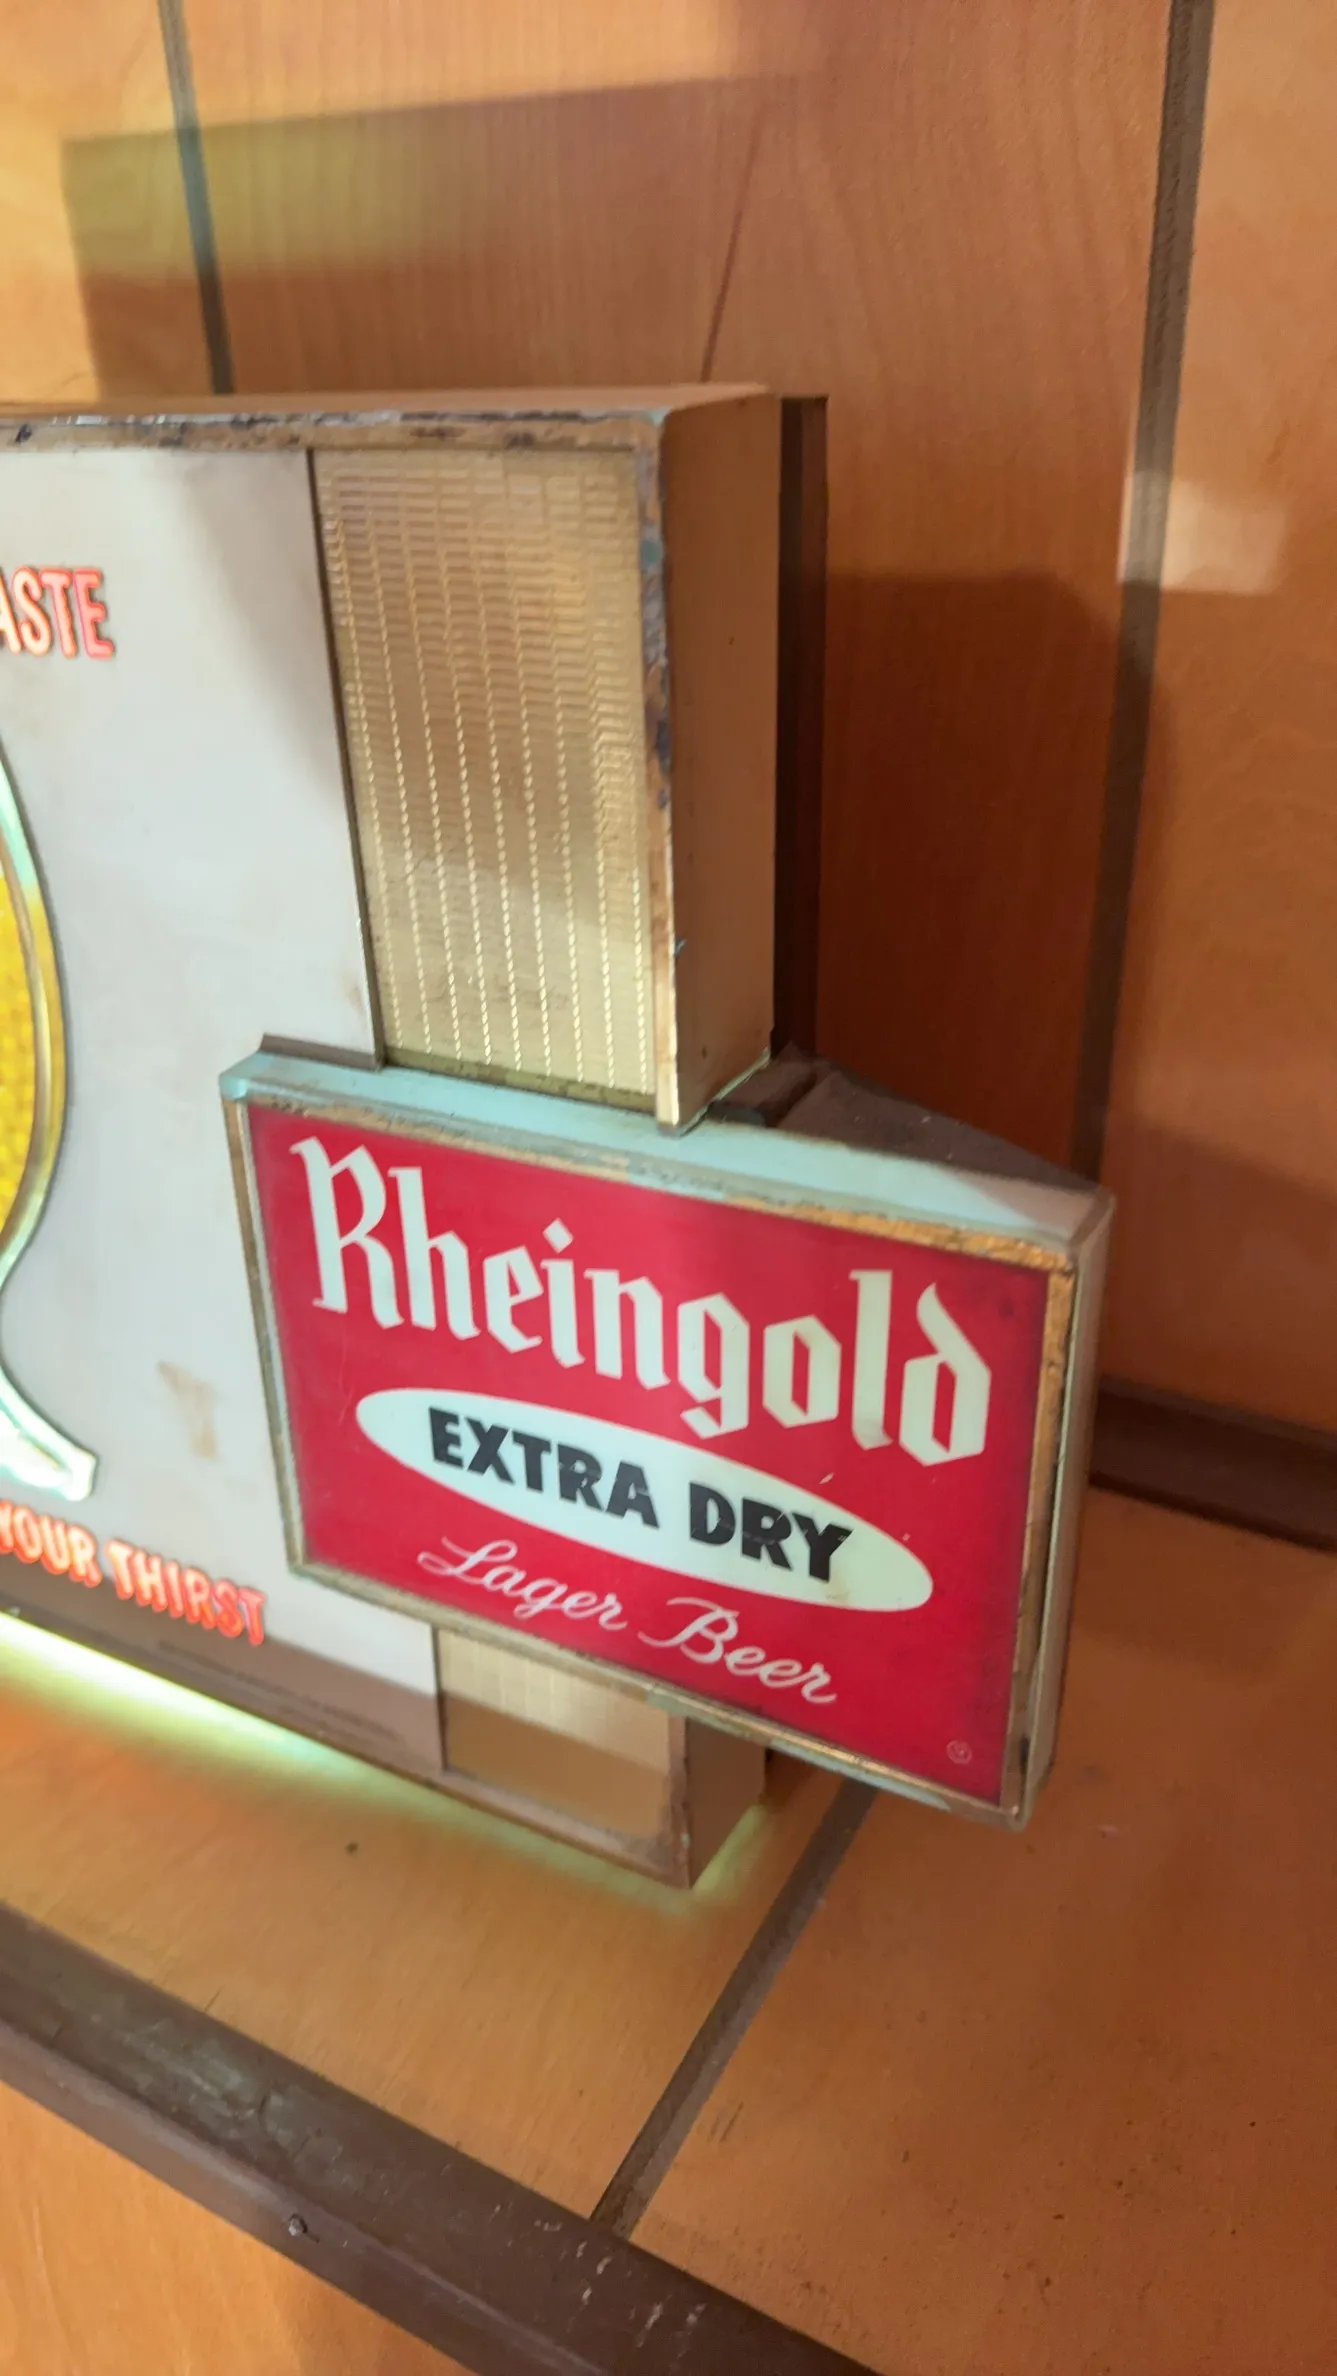 ASTE
YOUR THIRST
Rheingold
EXTRA DRY
Lager Beer
®